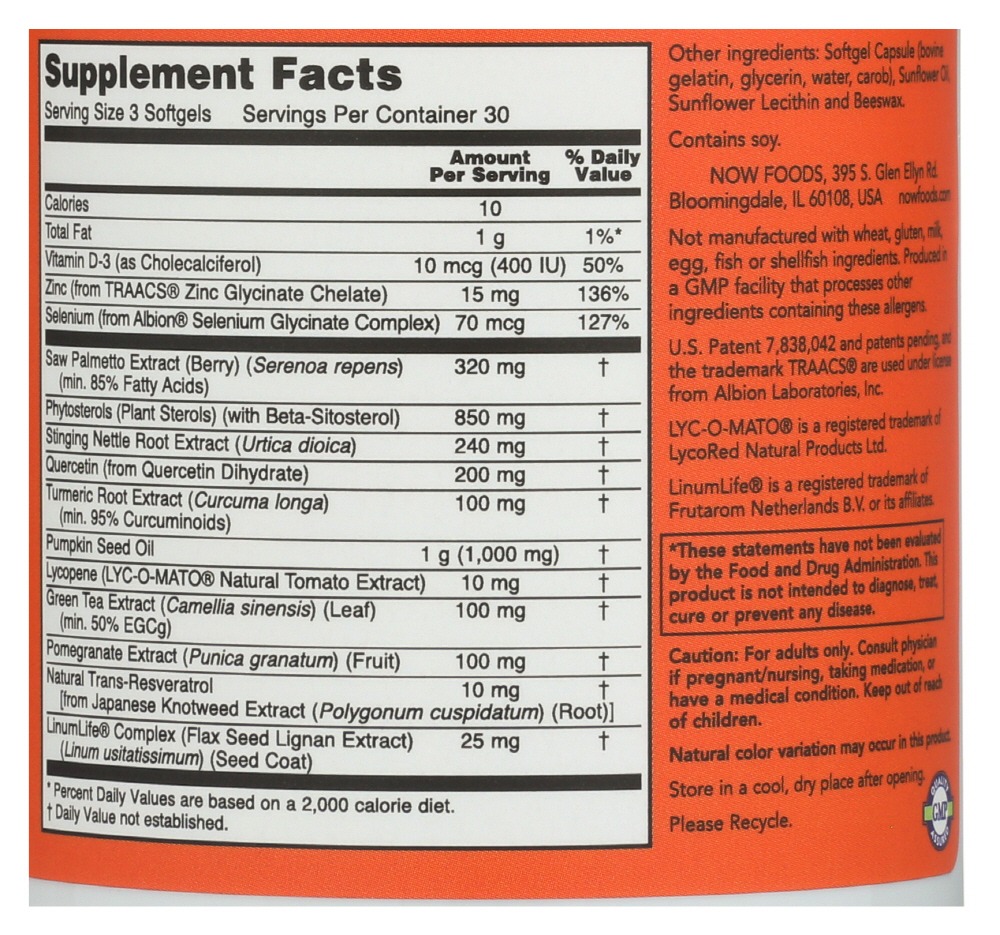 Supplement Facts
Serving Size 3 Softgels Servings Per Container 30
Amount Per Serving % Daily Value
Calories 10
Total Fat 1 g 1%*
Vitamin D-3 (as Cholecalciferol) 10 mcg (400 IU) 50%
Zinc (from TRAACS® Zinc Glycinate Chelate) 15 mg 136%
Selenium (from Albion® Selenium Glycinate Complex) 70 mcg 127%
Saw Palmetto Extract (Berry) (Serenoa repens) 320 mg †
(min. 85% Fatty Acids)
Phytosterols (Plant Sterols) (with Beta-Sitosterol) 850 mg †
Stinging Nettle Root Extract (Urtica dioica) 240 mg †
Quercetin (from Quercetin Dihydrate) 200 mg †
Turmeric Root Extract (Curcuma longa) 100 mg †
(min. 95% Curcuminoids)
Pumpkin Seed Oil 1 g (1,000 mg) †
Lycopene (LYC-O-MATO® Natural Tomato Extract) 10 mg †
Green Tea Extract (Camellia sinensis) (Leaf) 100 mg †
(min. 50% EGCg)
Pomegranate Extract (Punica granatum) (Fruit) 100 mg †
Natural Trans-Resveratrol 10 mg †
[from Japanese Knotweed Extract (Polygonum cuspidatum) (Root)]
LinumLife® Complex (Flax Seed Lignan Extract) 25 mg †
(Linum usitatissimum) (Seed Coat)
* Percent Daily Values are based on a 2,000 calorie diet.
† Daily Value not established.
Other ingredients: Softgel Capsule (bovine
gelatin, glycerin, water, carob), Sunflower Oil,
Sunflower Lecithin and Beeswax.
Contains soy.
NOW FOODS, 395 S. Glen Ellyn Rd.
Bloomingdale, IL 60108, USA nowfoods.com
Not manufactured with wheat, gluten, milk,
egg, fish or shellfish ingredients. Produced in
a GMP facility that processes other
ingredients containing these allergens.
U.S. Patent 7,838,042 and patents pending, and
the trademark TRAACS® are used under license
from Albion Laboratories, Inc.
LYC-O-MATO® is a registered trademark of
LycoRed Natural Products Ltd.
LinumLife® is a registered trademark of
Frutarom Netherlands B.V. or its affiliates.
*These statements have not been evaluated
by the Food and Drug Administration. This
product is not intended to diagnose, treat,
cure or prevent any disease.
Caution: For adults only. Consult physician
if pregnant/nursing, taking medication, or
have a medical condition. Keep out of reach
of children.
Natural color variation may occur in this product.
Store in a cool, dry place after opening.
Please Recycle.
QUALITY
GMP
ASSURED